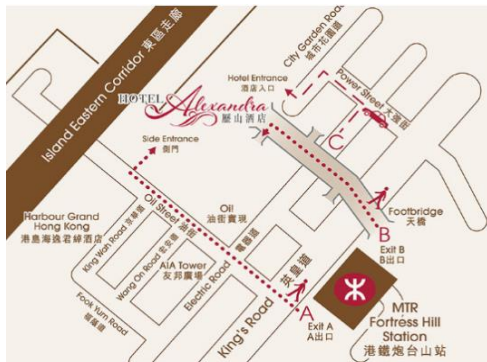 Island Eastern Corridor 東區走廊
City Garden Road
城市花園道
Hotel Entrance
酒店入口
Power Street 大強街
HOTEL Alexandra
歷山酒店
C
Side Entrance
側門
Footbridge
天橋
B
Exit B
B出口
Oil
油街實現
Oil Street 油街
Harbour Grand
Hong Kong
港島海逸君綽酒店
King Wah Road 京華道
Wang On Road 宏安道
AIA Tower
友邦廣場
Electric Road
電器道
英皇道
King's Road
Fook Yum Road
福蔭道
A
Exit A
A出口
MTR
Fortress Hill
Station
港鐵炮台山站